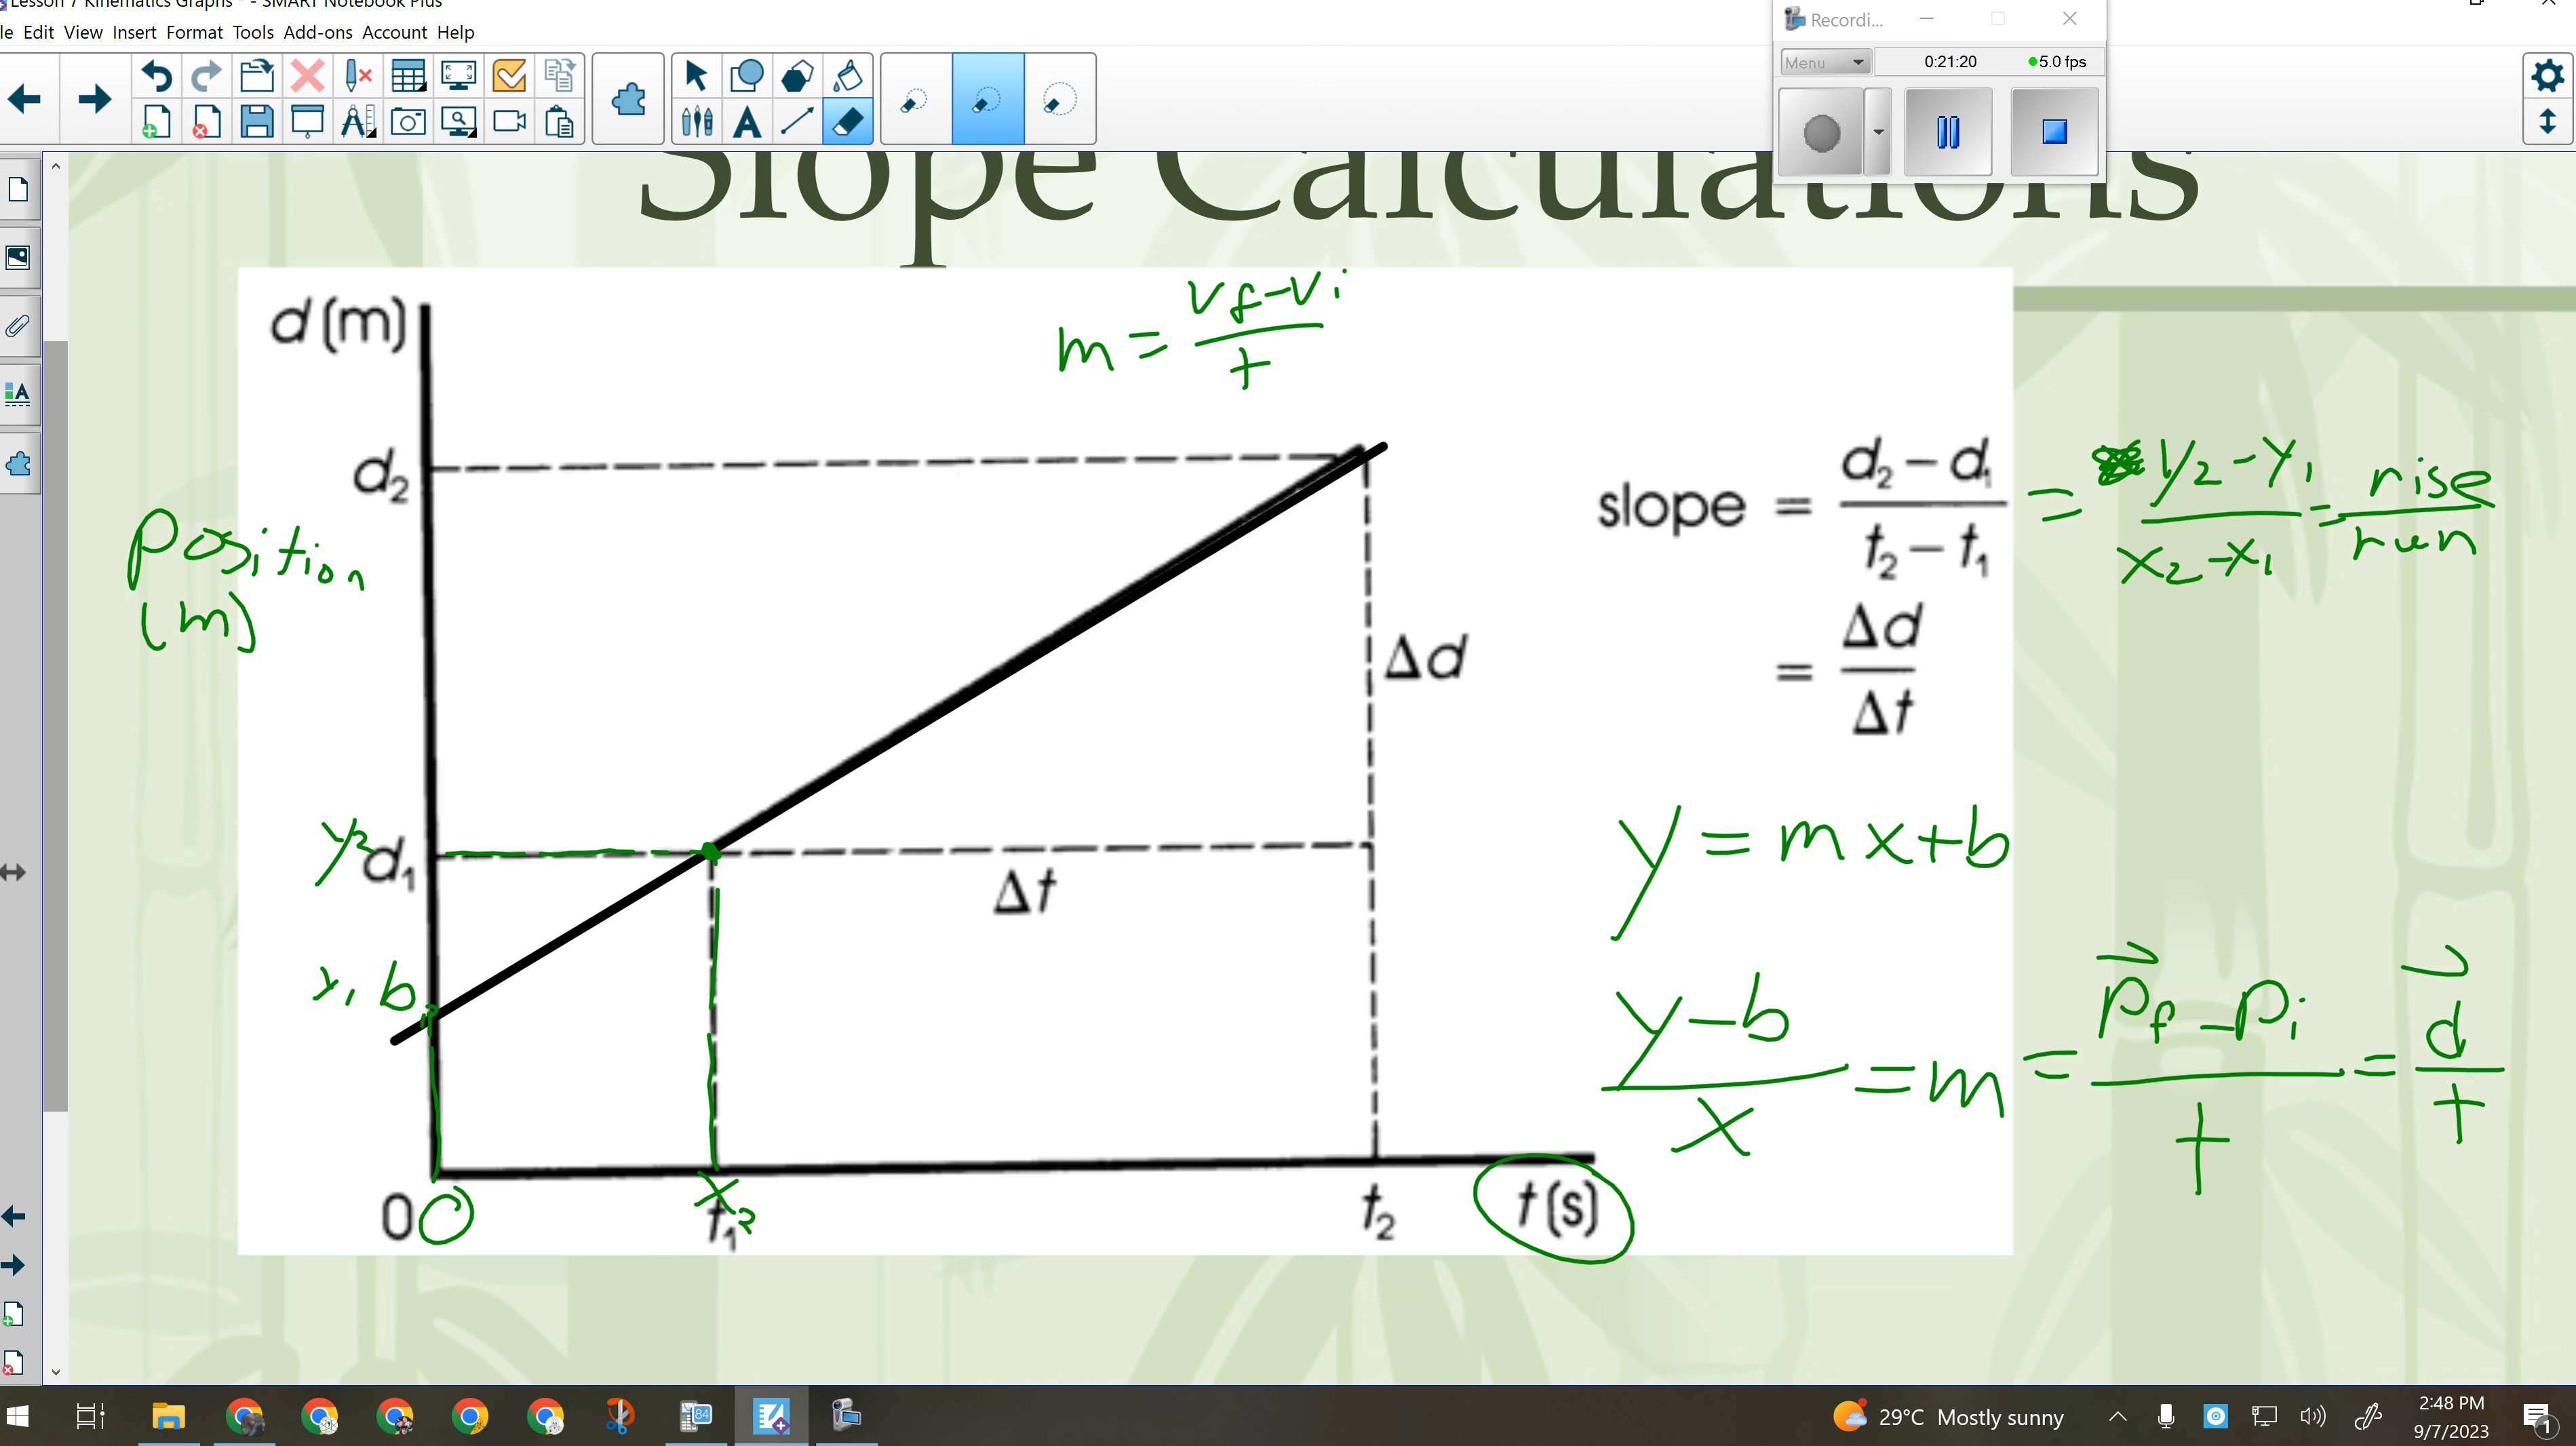 Lesson 7 Kinematics Graphs * - SMART Notebook Plus
le Edit View Insert Format Tools Add-ons Account Help
Recordi...
Menu 0:21:20 5.0 fps
Slope Calculations
m = vf - vi / t
d (m)
d2
Position
(m)
slope = d2 - d1 / t2 - t1 = y2 - y1 / x2 - x1 = rise / run
= Δd / Δt
Δd
y2 d1
Δt
y = mx + b
y1 b
y - b / x = m = pf - pi / t = d / t
0 0
x2
t1
t2
t (s)
84
29°C Mostly sunny
2:48 PM
9/7/2023
1